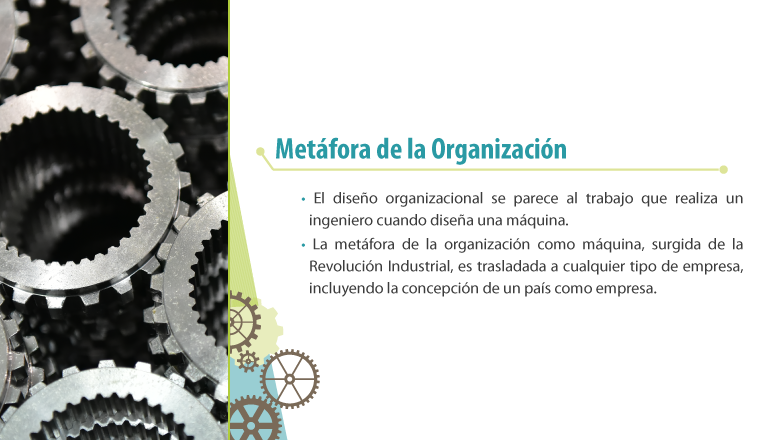 Metáfora de la Organización
• El diseño organizacional se parece al trabajo que realiza un
ingeniero cuando diseña una máquina.
• La metáfora de la organización como máquina, surgida de la
Revolución Industrial, es trasladada a cualquier tipo de empresa,
incluyendo la concepción de un país como empresa.